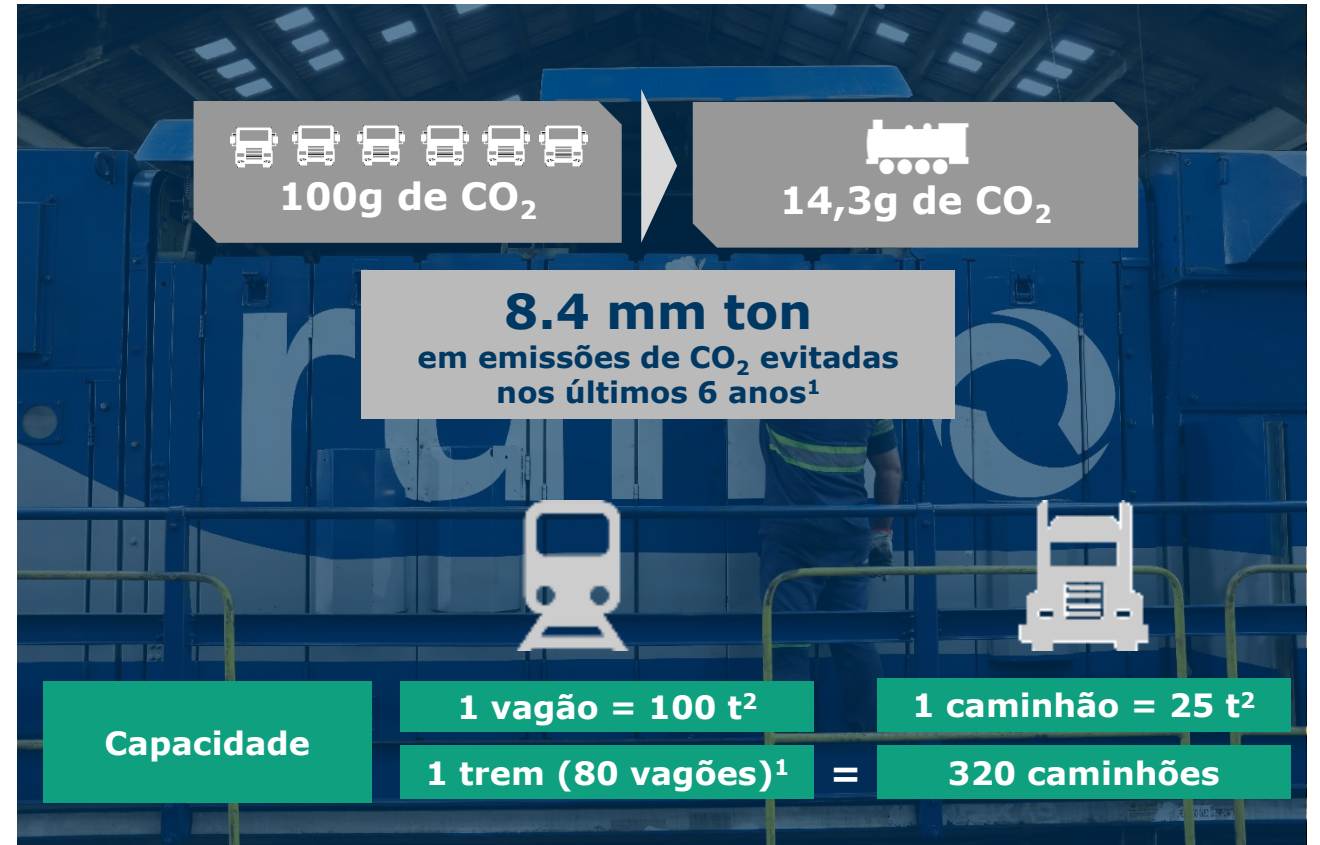 100g de CO₂
14,3g de CO₂
8.4 mm ton
em emissões de CO₂ evitadas
nos últimos 6 anos¹
Capacidade
1 vagão = 100 t²
1 caminhão = 25 t²
1 trem (80 vagões)¹ = 320 caminhões